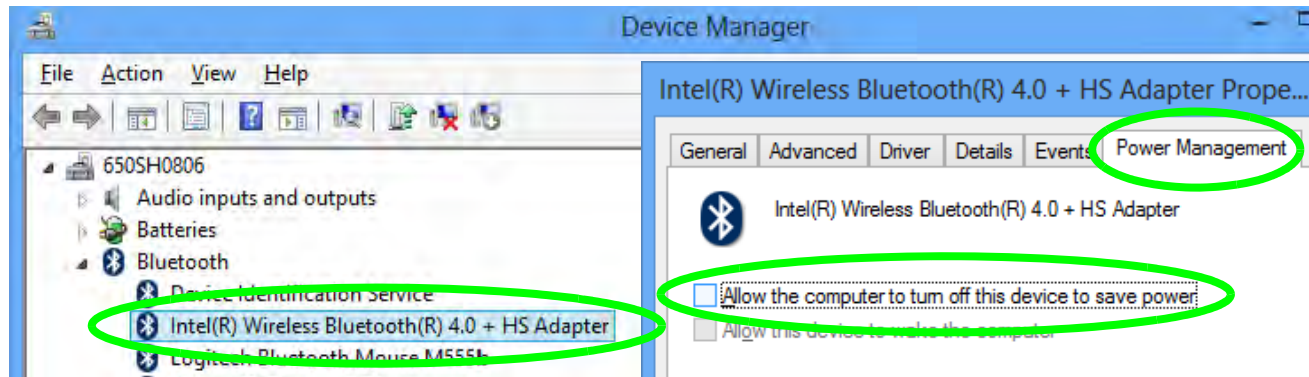 Device Manager
File Action View Help
650SH0806
Audio inputs and outputs
Batteries
Bluetooth
Device Identification Service
Intel(R) Wireless Bluetooth(R) 4.0 + HS Adapter
Logitech Bluetooth Mouse M555b
Intel(R) Wireless Bluetooth(R) 4.0 + HS Adapter Prope...
General Advanced Driver Details Events Power Management
Intel(R) Wireless Bluetooth(R) 4.0 + HS Adapter
Allow the computer to turn off this device to save power
Allow this device to wake the computer